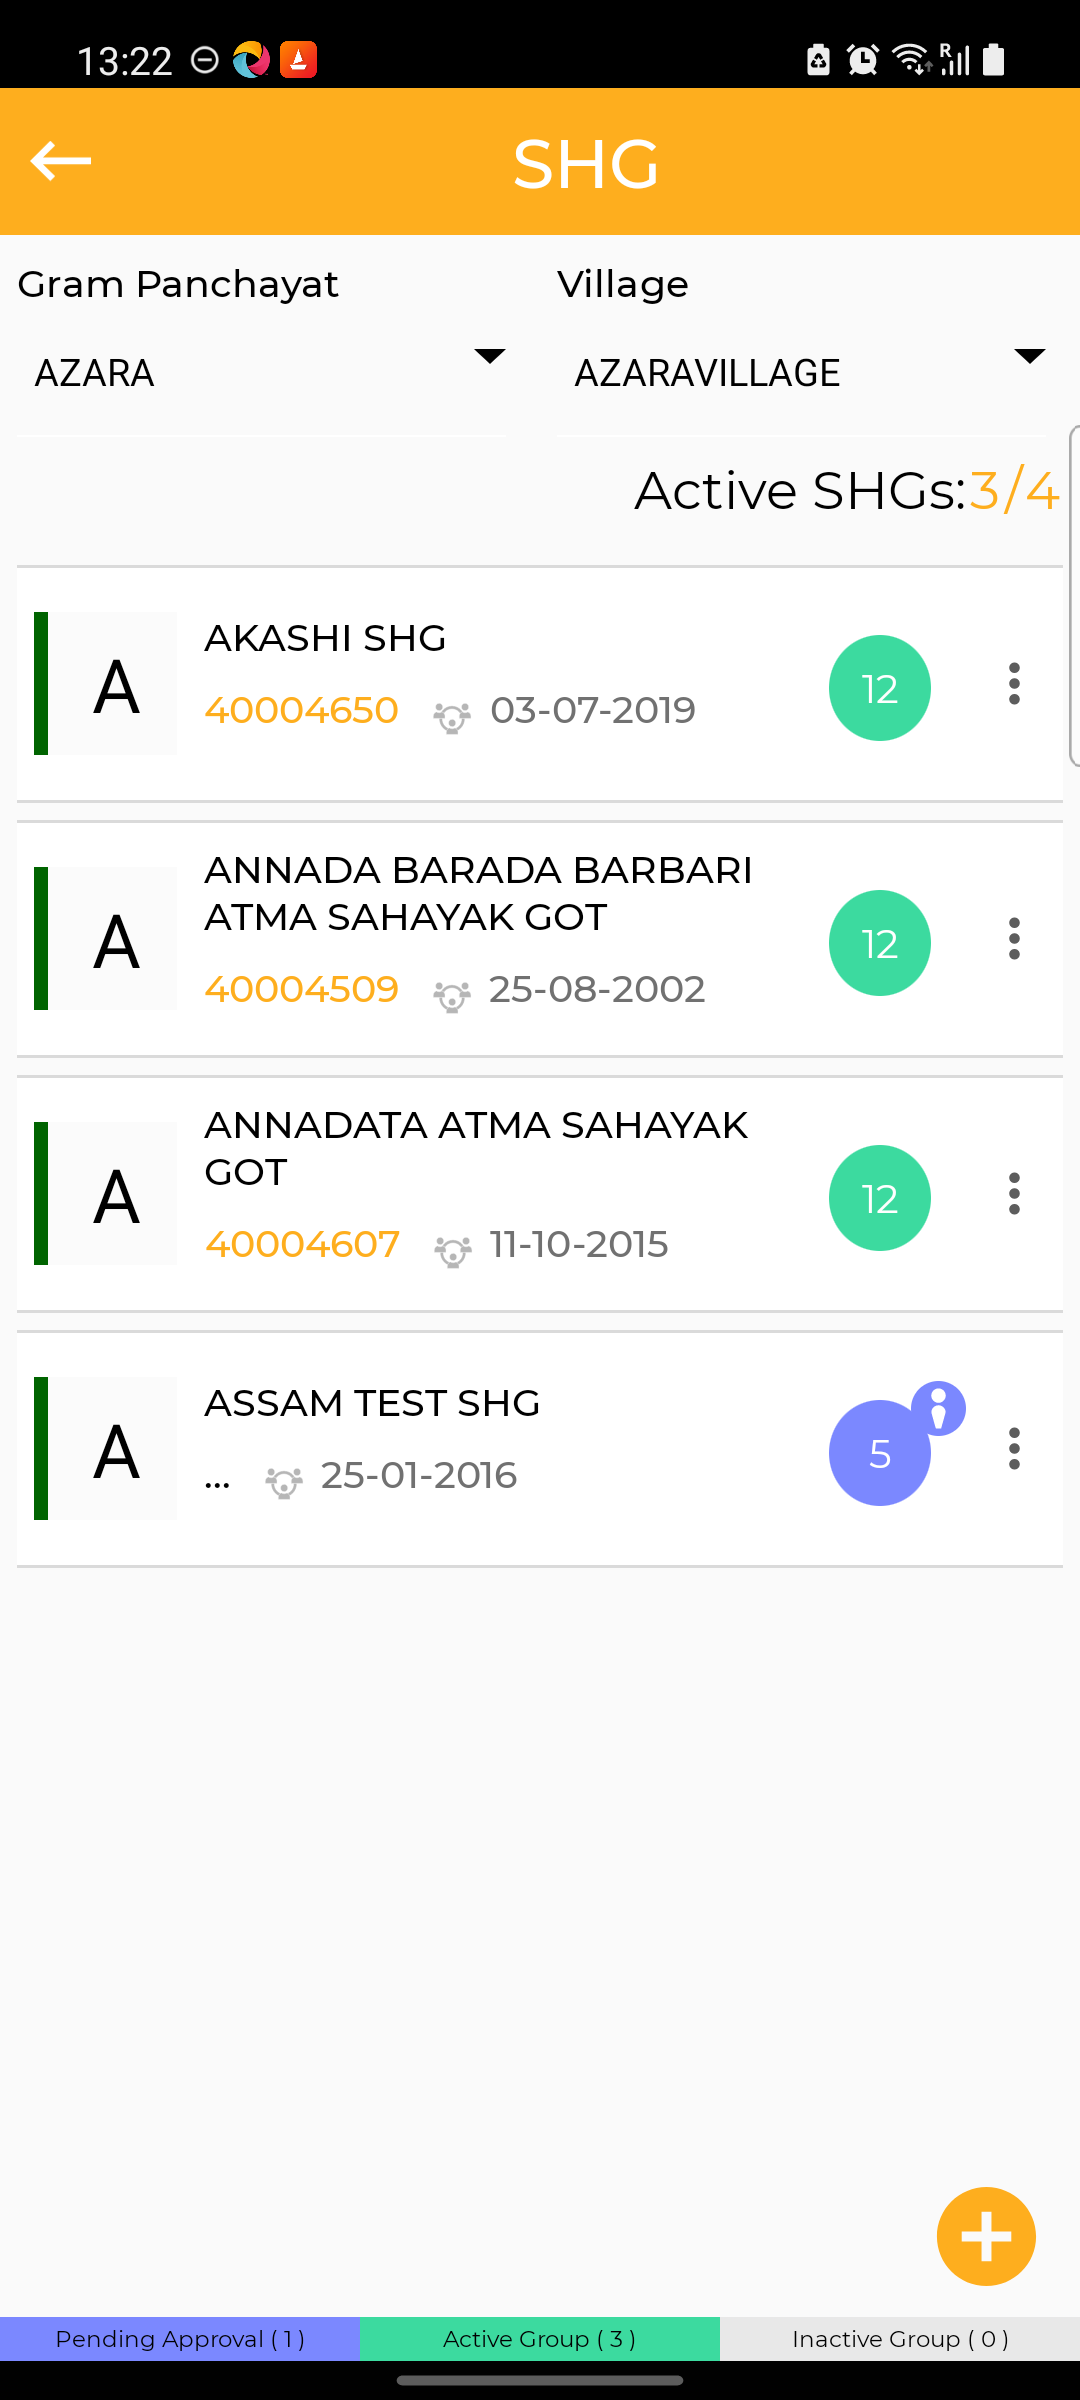 13:22
R
SHG
Gram Panchayat
Village
AZARA
AZARAVILLAGE
Active SHGs:3/4
A
AKASHI SHG
40004650
03-07-2019
12
A
ANNADA BARADA BARBARI
ATMA SAHAYAK GOT
40004509
25-08-2002
12
A
ANNADATA ATMA SAHAYAK
GOT
40004607
11-10-2015
12
A
ASSAM TEST SHG
...
25-01-2016
5
Pending Approval ( 1 )
Active Group ( 3 )
Inactive Group ( 0 )